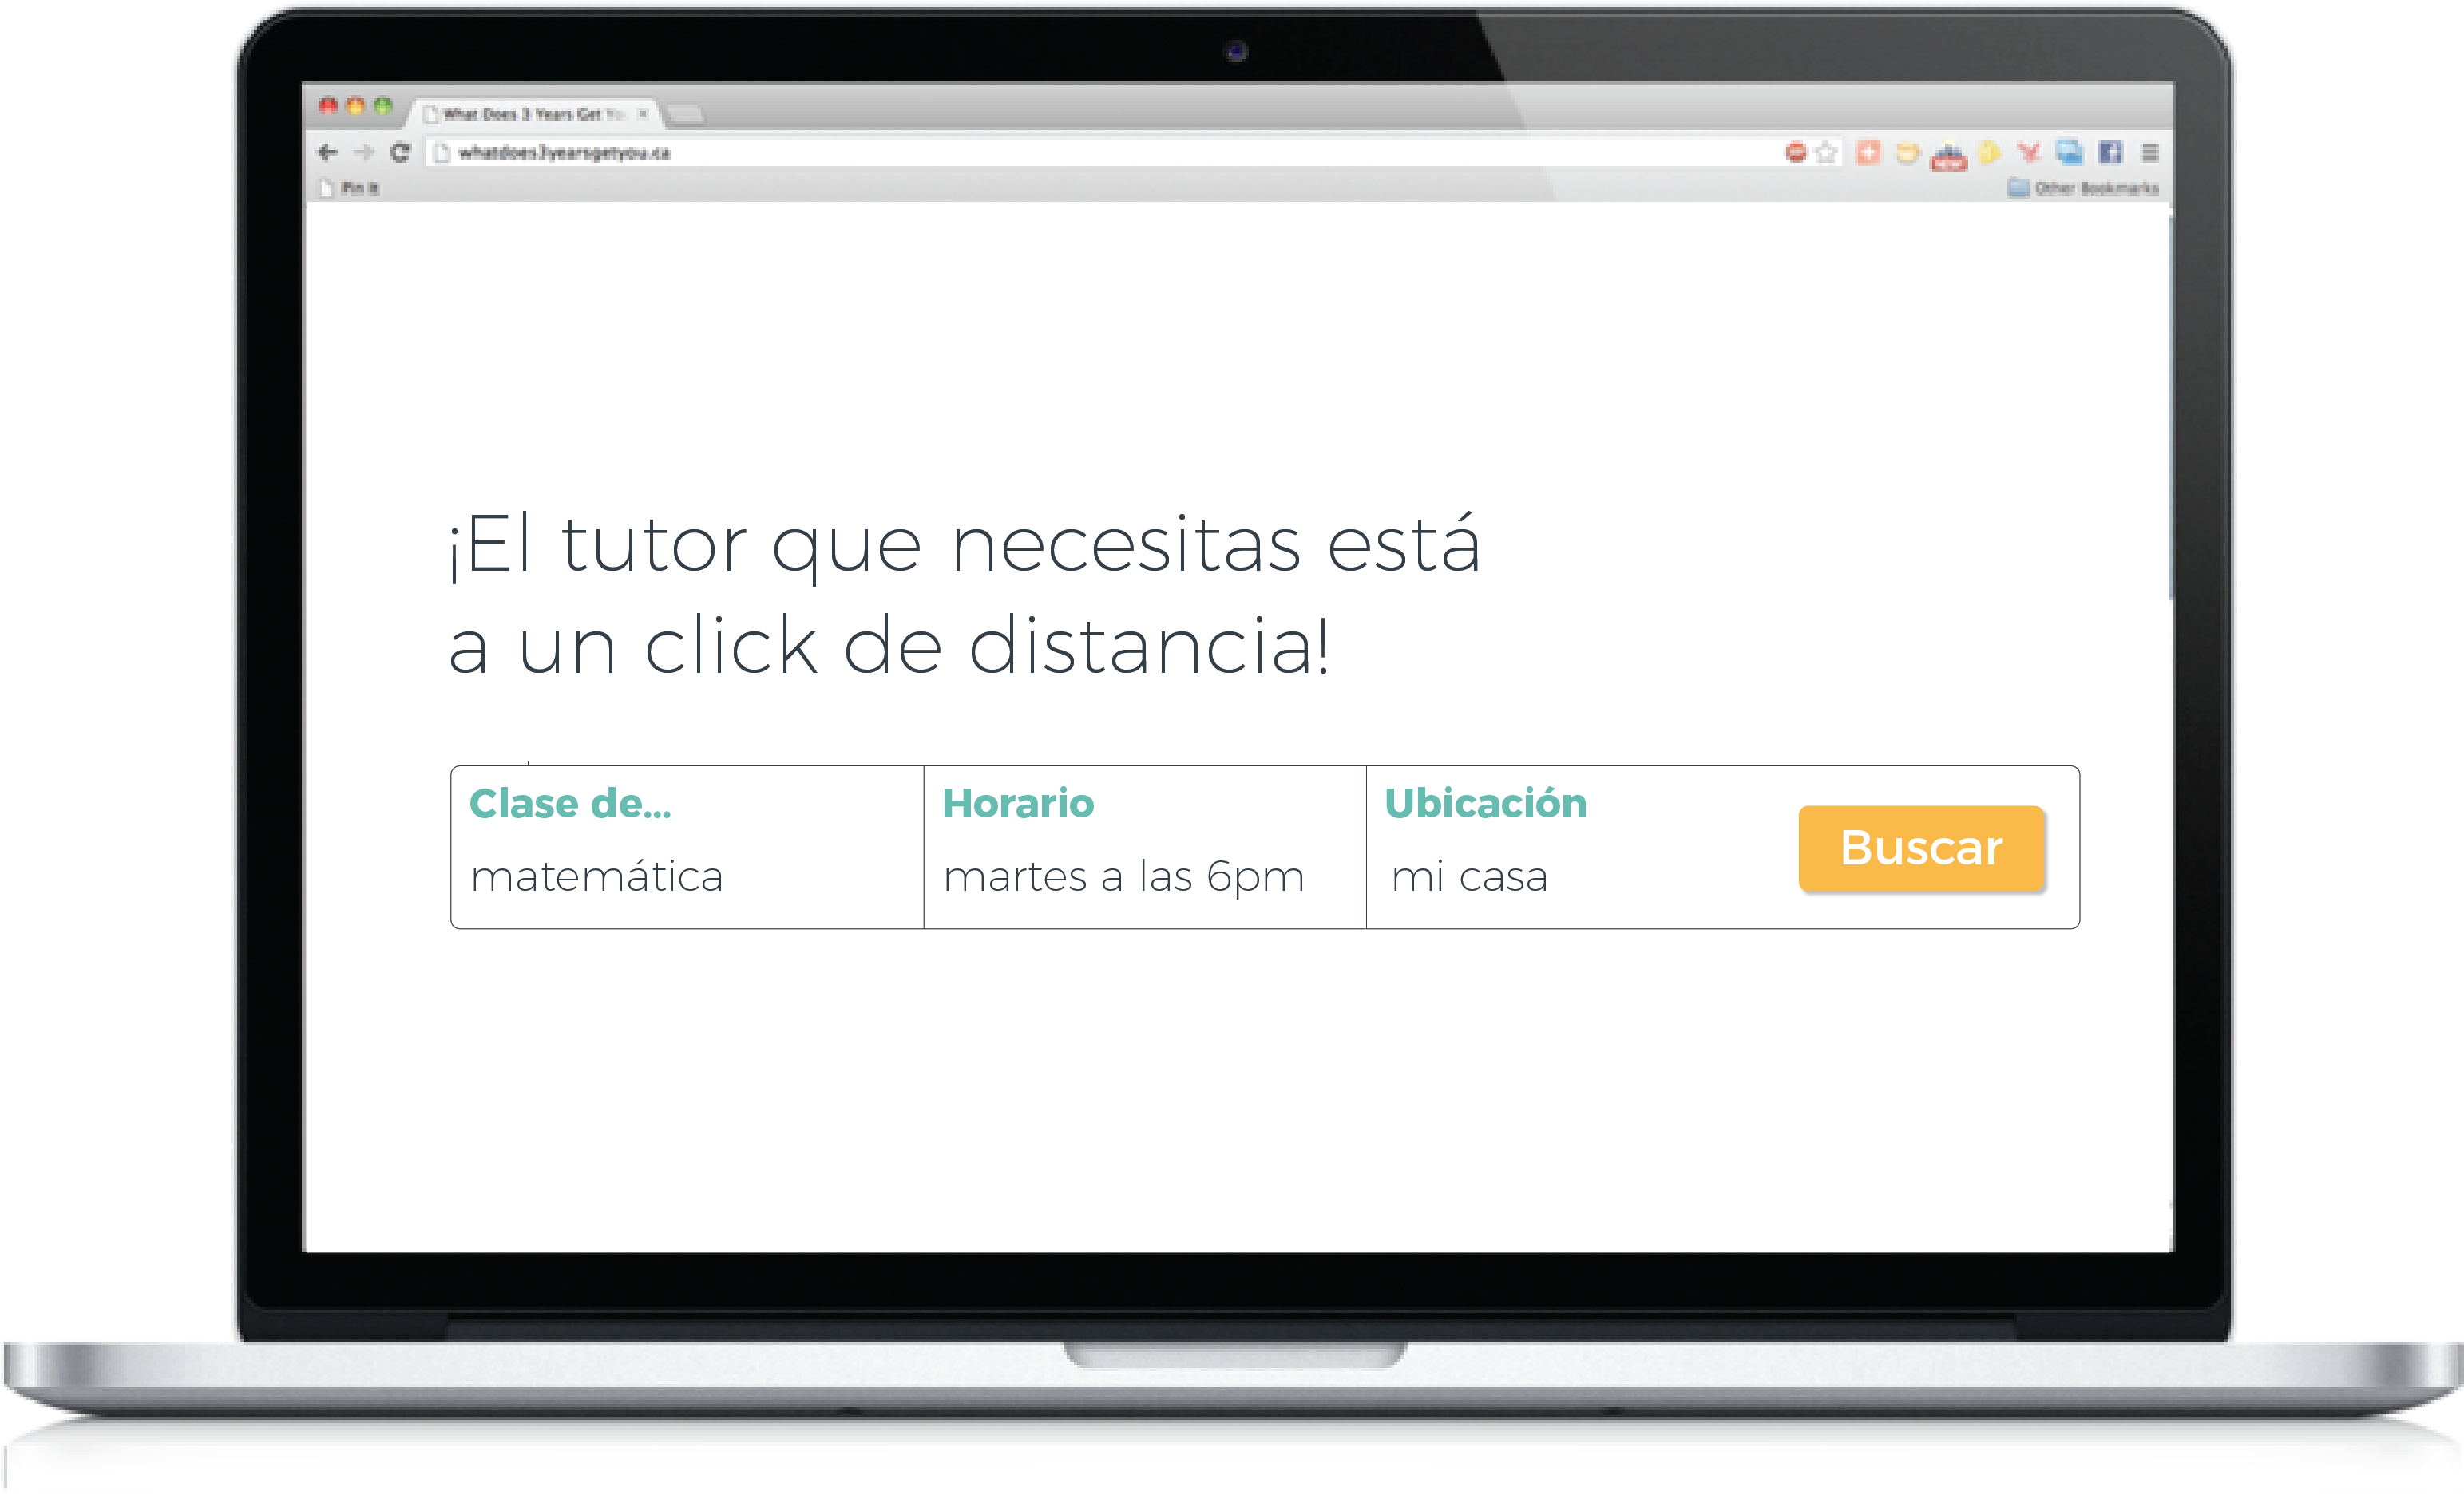 What Does 3 Years Get Yo
whatdoes3yearsgetyou.ca
Pin It
Other Bookmarks
¡El tutor que necesitas está
a un click de distancia!
Clase de... Horario Ubicación
matemática martes a las 6pm mi casa
Buscar